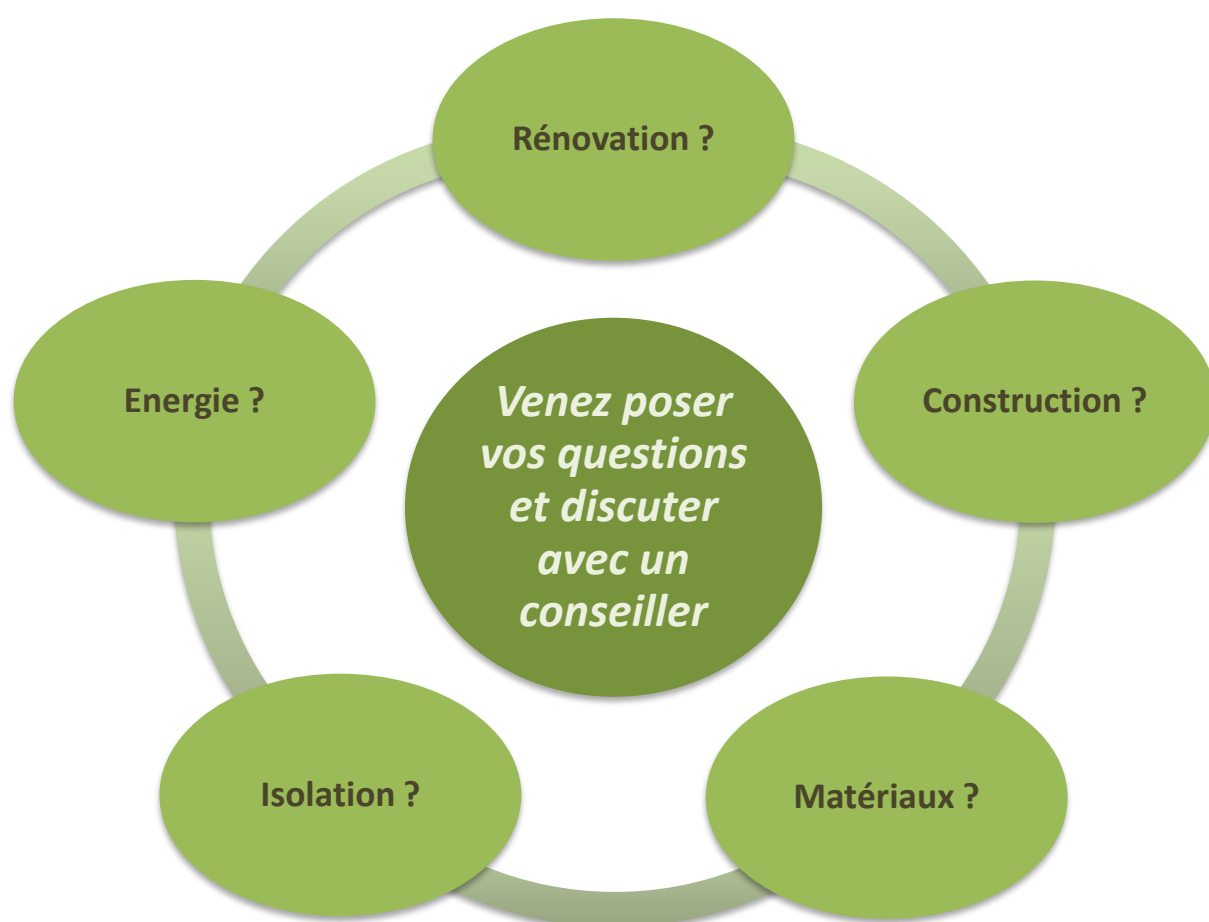 Rénovation ?
Energie ?
Construction ?
Venez poser
vos questions
et discuter
avec un
conseiller
Isolation ?
Matériaux ?